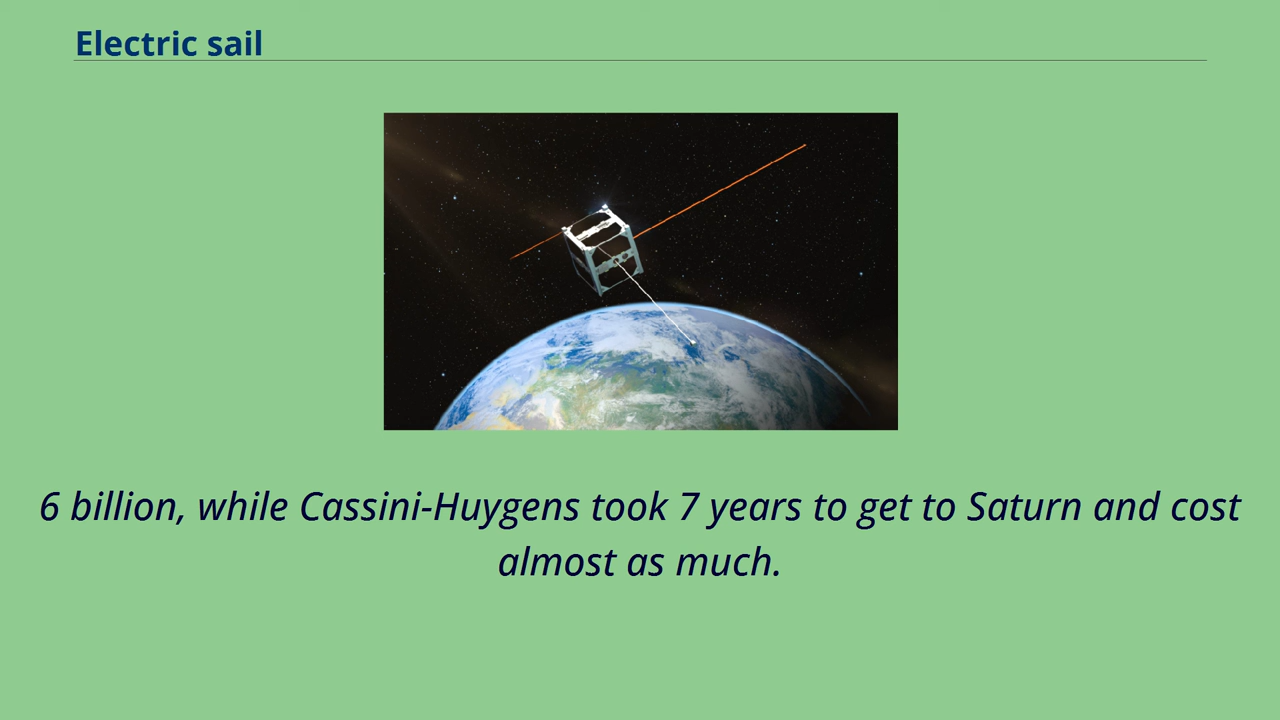 Electric sail
6 billion, while Cassini-Huygens took 7 years to get to Saturn and cost
almost as much.